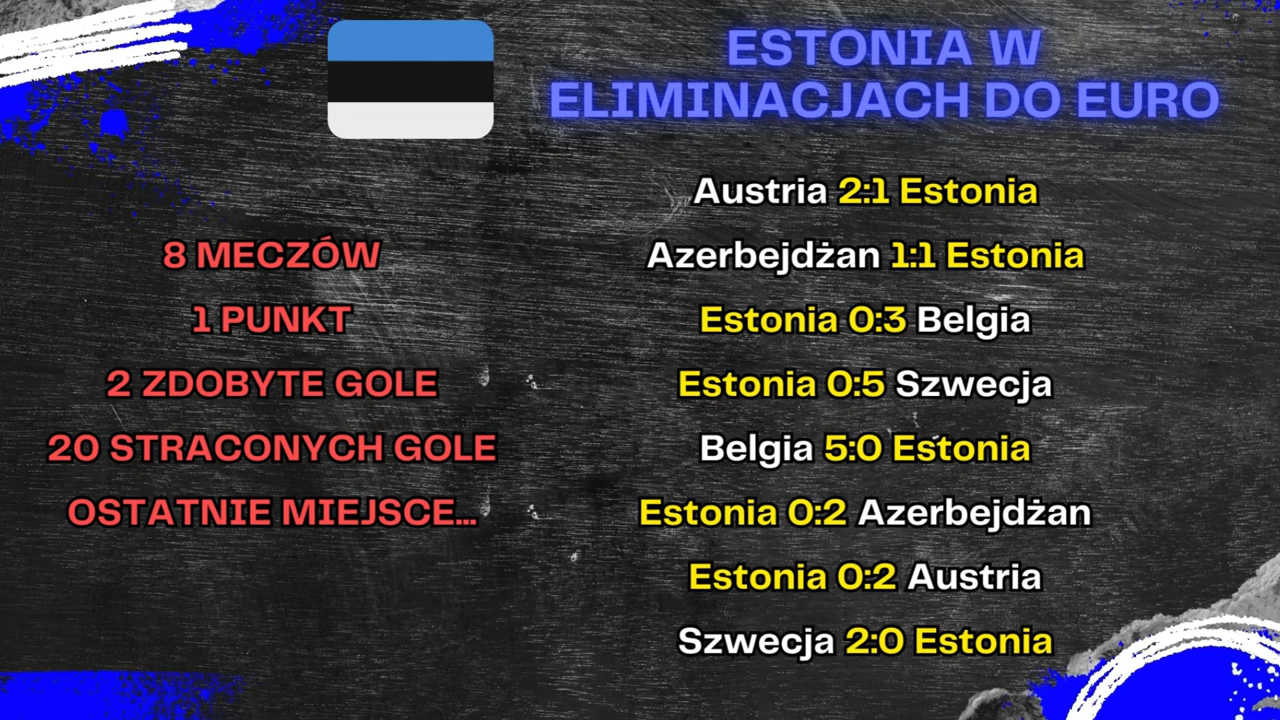 ESTONIA W
ELIMINACJACH DO EURO
8 MECZÓW
1 PUNKT
2 ZDOBYTE GOLE
20 STRACONYCH GOLE
OSTATNIE MIEJSCE...
Austria 2:1 Estonia
Azerbejdżan 1:1 Estonia
Estonia 0:3 Belgia
Estonia 0:5 Szwecja
Belgia 5:0 Estonia
Estonia 0:2 Azerbejdżan
Estonia 0:2 Austria
Szwecja 2:0 Estonia